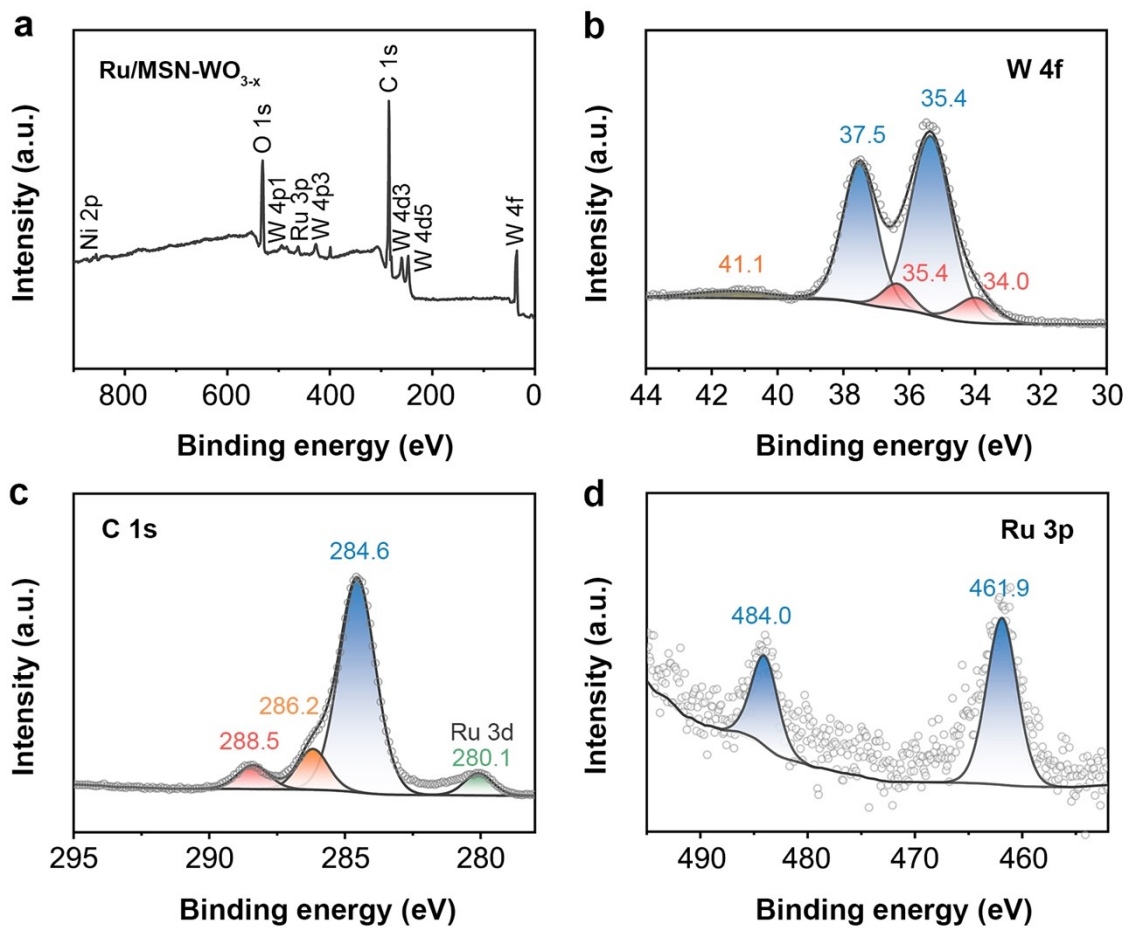 a
Ru/MSN-WO3-x
Ni 2p
O 1s
W 4p1
Ru 3p
W 4p3
C 1s
W 4d3
W 4d5
W 4f
Intensity (a.u.)
800
600
400
200
0
Binding energy (eV)
b
W 4f
41.1
37.5
35.4
35.4
34.0
Intensity (a.u.)
44
42
40
38
36
34
32
30
Binding energy (eV)
c
C 1s
288.5
286.2
284.6
Ru 3d
280.1
Intensity (a.u.)
295
290
285
280
Binding energy (eV)
d
Ru 3p
484.0
461.9
Intensity (a.u.)
490
480
470
460
Binding energy (eV)